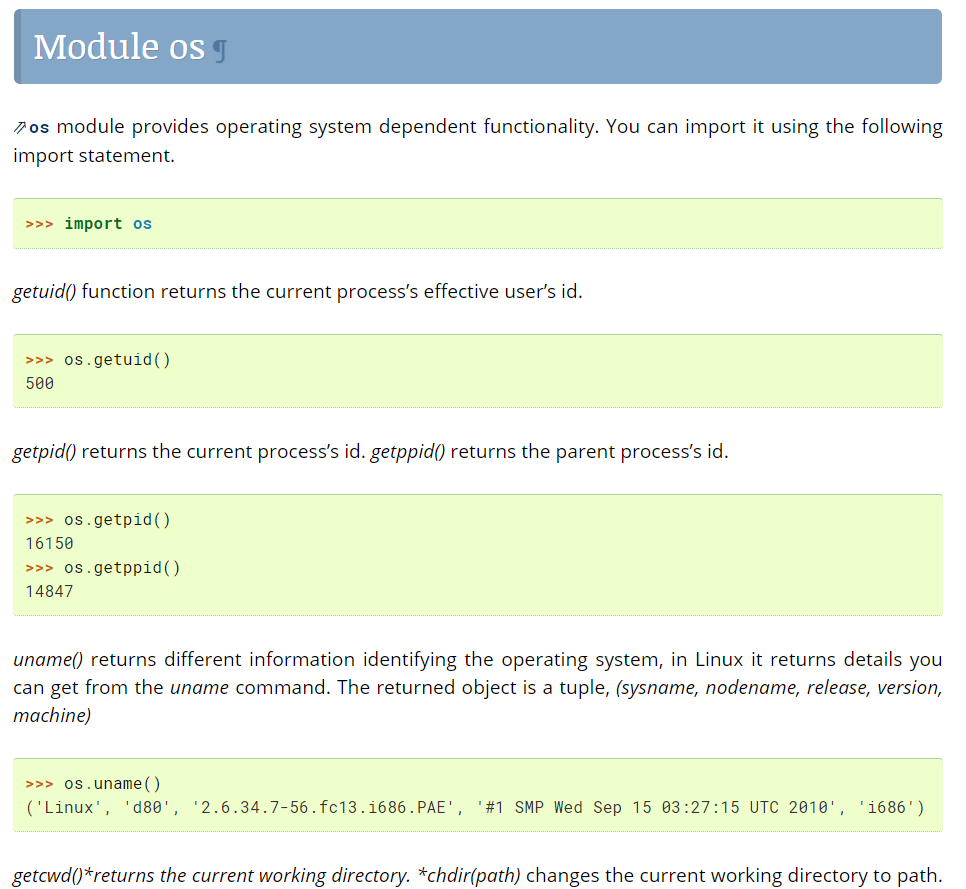 Module os ¶
⇗os module provides operating system dependent functionality. You can import it using the following
import statement.
>>> import os
getuid() function returns the current process’s effective user’s id.
>>> os.getuid()
500
getpid() returns the current process’s id. getppid() returns the parent process’s id.
>>> os.getpid()
16150
>>> os.getppid()
14847
uname() returns different information identifying the operating system, in Linux it returns details you
can get from the uname command. The returned object is a tuple, (sysname, nodename, release, version,
machine)
>>> os.uname()
('Linux', 'd80', '2.6.34.7-56.fc13.i686.PAE', '#1 SMP Wed Sep 15 03:27:15 UTC 2010', 'i686')
getcwd()*returns the current working directory. *chdir(path) changes the current working directory to path.